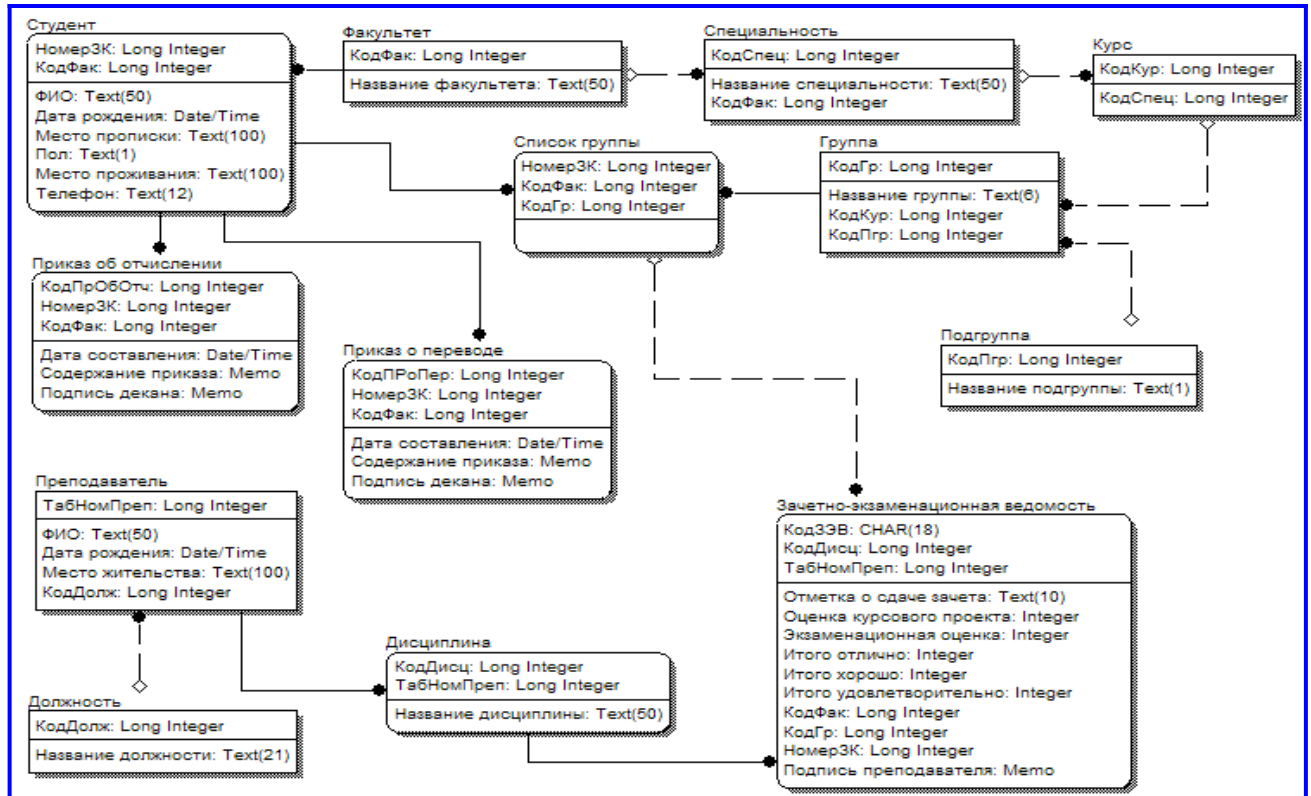 Студент
НомерЗК: Long Integer
КодФак: Long Integer
ФИО: Text(50)
Дата рождения: Date/Time
Место прописки: Text(100)
Пол: Text(1)
Место проживания: Text(100)
Телефон: Text(12)
Факультет
КодФак: Long Integer
Название факультета: Text(50)
Специальность
КодСпец: Long Integer
Название специальности: Text(50)
КодФак: Long Integer
Курс
КодКур: Long Integer
КодСпец: Long Integer
Список группы
НомерЗК: Long Integer
КодФак: Long Integer
КодГр: Long Integer
Группа
КодГр: Long Integer
Название группы: Text(6)
КодКур: Long Integer
КодПгр: Long Integer
Приказ об отчислении
КодПрОбОтч: Long Integer
НомерЗК: Long Integer
КодФак: Long Integer
Дата составления: Date/Time
Содержание приказа: Memo
Подпись декана: Memo
Приказ о переводе
КодПРоПер: Long Integer
НомерЗК: Long Integer
КодФак: Long Integer
Дата составления: Date/Time
Содержание приказа: Memo
Подпись декана: Memo
Подгруппа
КодПгр: Long Integer
Название подгруппы: Text(1)
Преподаватель
ТабНомПреп: Long Integer
ФИО: Text(50)
Дата рождения: Date/Time
Место жительства: Text(100)
КодДолж: Long Integer
Зачетно-экзаменационная ведомость
КодЗЭВ: CHAR(18)
КодДисц: Long Integer
ТабНомПреп: Long Integer
Отметка о сдаче зачета: Text(10)
Оценка курсового проекта: Integer
Экзаменационная оценка: Integer
Итого отлично: Integer
Итого хорошо: Integer
Итого удовлетворительно: Integer
КодФак: Long Integer
КодГр: Long Integer
НомерЗК: Long Integer
Подпись преподавателя: Memo
Дисциплина
КодДисц: Long Integer
ТабНомПреп: Long Integer
Название дисциплины: Text(50)
Должность
КодДолж: Long Integer
Название должности: Text(21)